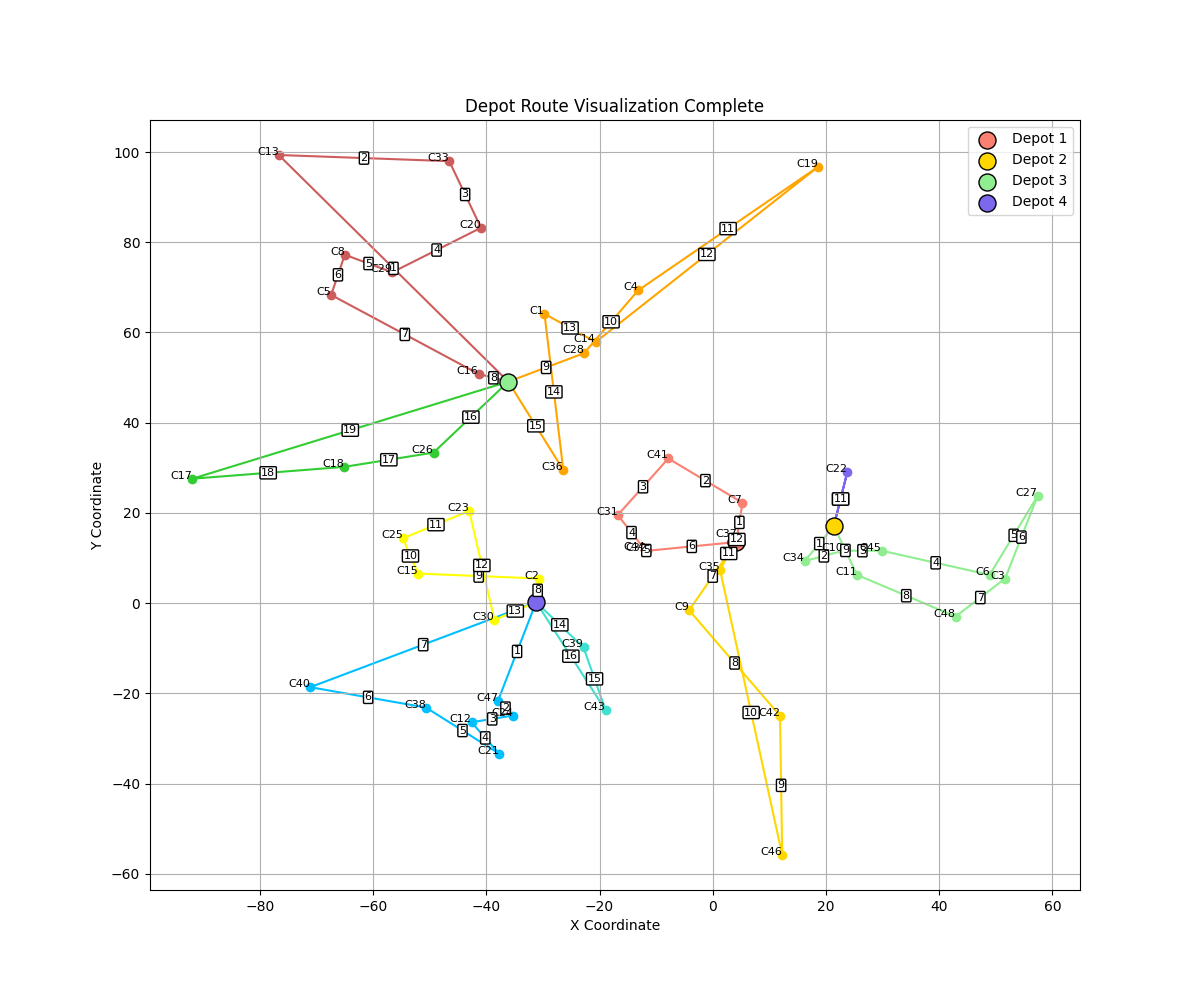 Depot Route Visualization Complete
Depot 1
Depot 2
Depot 3
Depot 4
100
80
60
40
20
0
−20
−40
−60
−80
−60
−40
−20
0
20
40
60
X Coordinate
Y Coordinate
C13
2
C33
3
C20
4
C8
5
C29
1
6
C5
7
C16
8
C19
11
12
C4
10
C1
13
C14
C28
9
14
15
C36
16
19
C26
17
C18
18
C17
C41
2
3
C7
C31
1
4
5
6
C37
12
11
C22
11
C27
5
6
C34
1
2
C10
9
3
C45
4
C11
C6
C3
7
8
C48
C23
11
C25
10
C15
12
9
C2
8
C30
13
7
14
C39
16
15
C43
1
C40
6
C38
C47
2
C12
3
5
4
C21
C35
7
C9
8
10
C42
9
C46